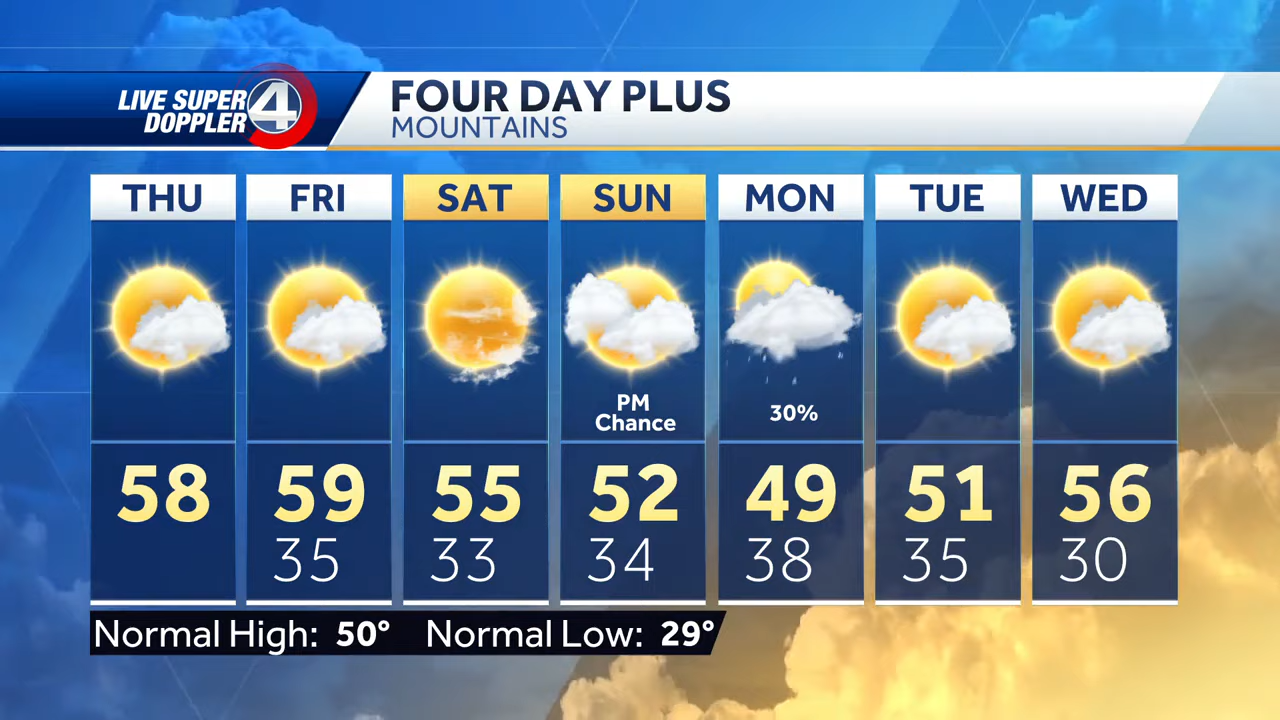 LIVE SUPER
DOPPLER 4
FOUR DAY PLUS
MOUNTAINS
THU FRI SAT SUN MON TUE WED
PM
Chance
30%
58 59 55 52 49 51 56
35 33 34 38 35 30
Normal High: 50° Normal Low: 29°